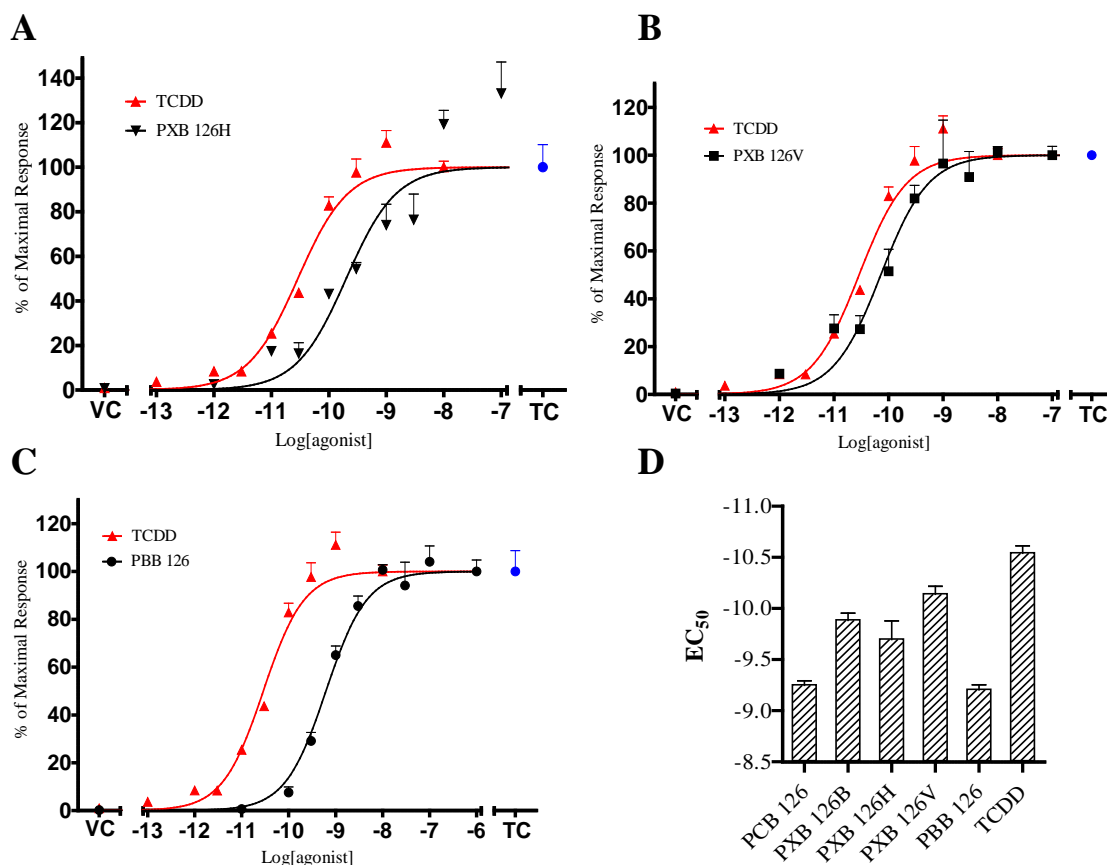 A
% of Maximal Response
140
120
100
80
60
40
20
0
TCDD
PXB 126H
VC -13 -12 -11 -10 -9 -8 -7 TC
Log[agonist]
B
% of Maximal Response
120
100
80
60
40
20
0
TCDD
PXB 126V
VC -13 -12 -11 -10 -9 -8 -7 TC
Log[agonist]
C
% of Maximal Response
120
100
80
60
40
20
0
TCDD
PBB 126
VC -13 -12 -11 -10 -9 -8 -7 -6 TC
Log[agonist]
D
EC50
-11.0
-10.5
-10.0
-9.5
-9.0
-8.5
PCB 126
PXB 126B
PXB 126H
PXB 126V
PBB 126
TCDD